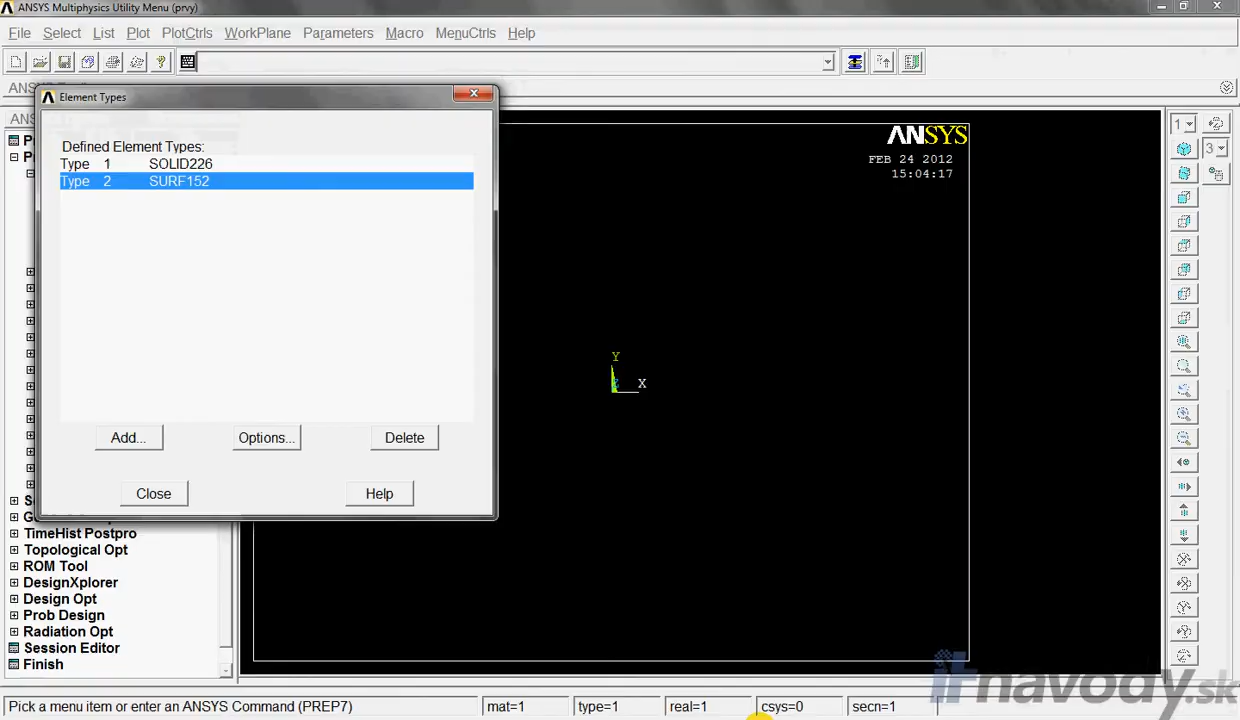 ANSYS Multiphysics Utility Menu (prvy)
File Select List Plot PlotCtrls WorkPlane Parameters Macro MenuCtrls Help
Element Types
Defined Element Types:
Type 1 SOLID226
Type 2 SURF152
Add... Options... Delete
Close Help
TimeHist Postpro
Topological Opt
ROM Tool
DesignXplorer
Design Opt
Prob Design
Radiation Opt
Session Editor
Finish
ANSYS
FEB 24 2012
15:04:17
Y
X
1
3
Pick a menu item or enter an ANSYS Command (PREP7) mat=1 type=1 real=1 csys=0 secn=1
ITnavody.sk